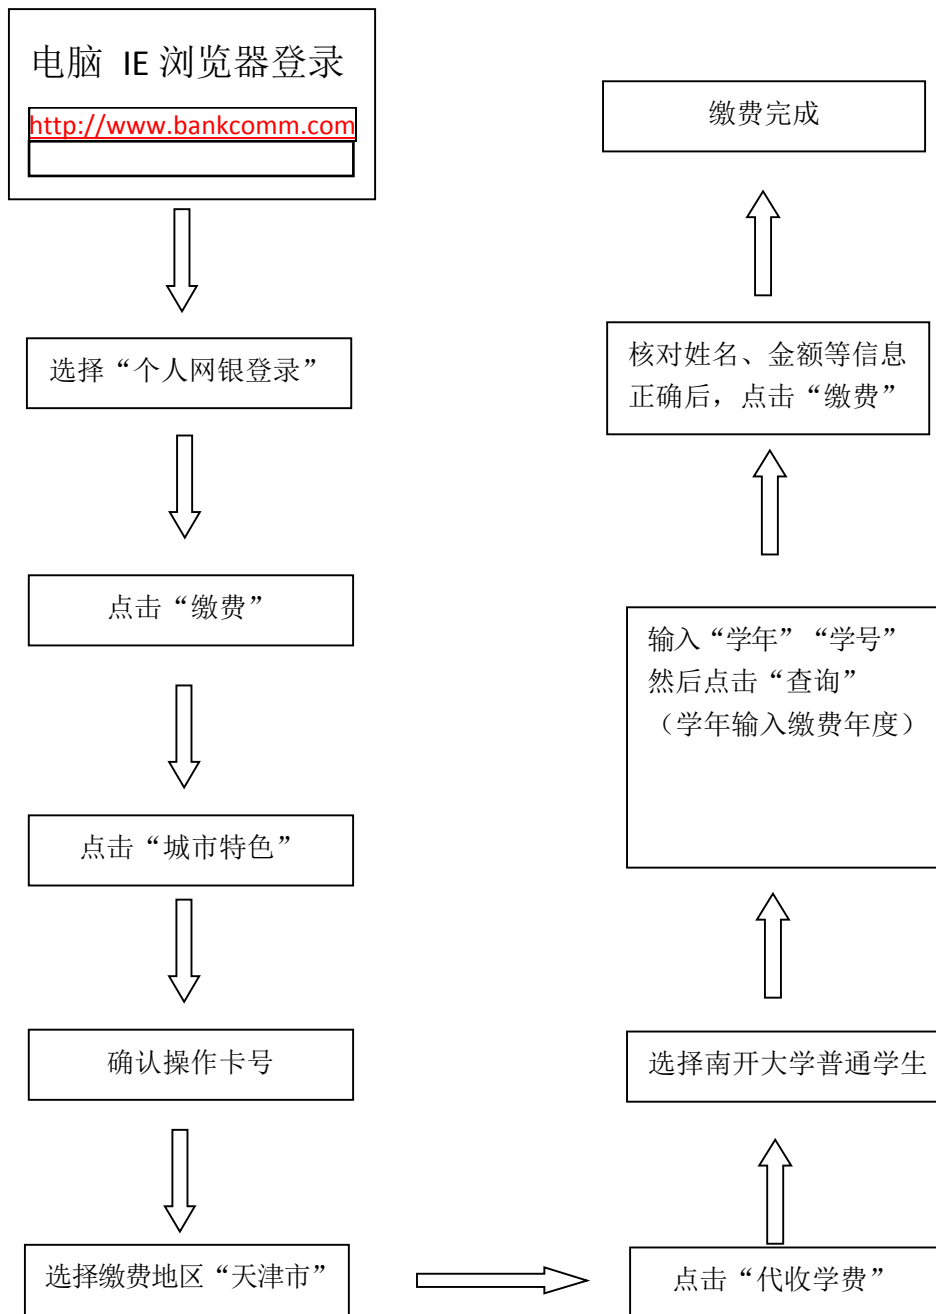 电脑 IE 浏览器登录
http://www.bankcomm.com
选择“个人网银登录”
点击“缴费”
点击“城市特色”
确认操作卡号
选择缴费地区“天津市”
点击“代收学费”
选择南开大学普通学生
输入“学年”“学号”
然后点击“查询”
（学年输入缴费年度）
核对姓名、金额等信息
正确后，点击“缴费”
缴费完成